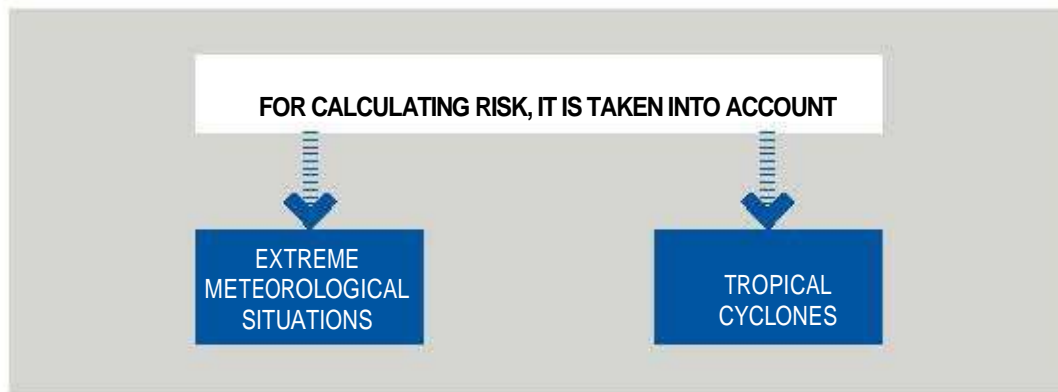 FOR CALCULATING RISK, IT IS TAKEN INTO ACCOUNT
EXTREME
METEOROLOGICAL
SITUATIONS
TROPICAL
CYCLONES